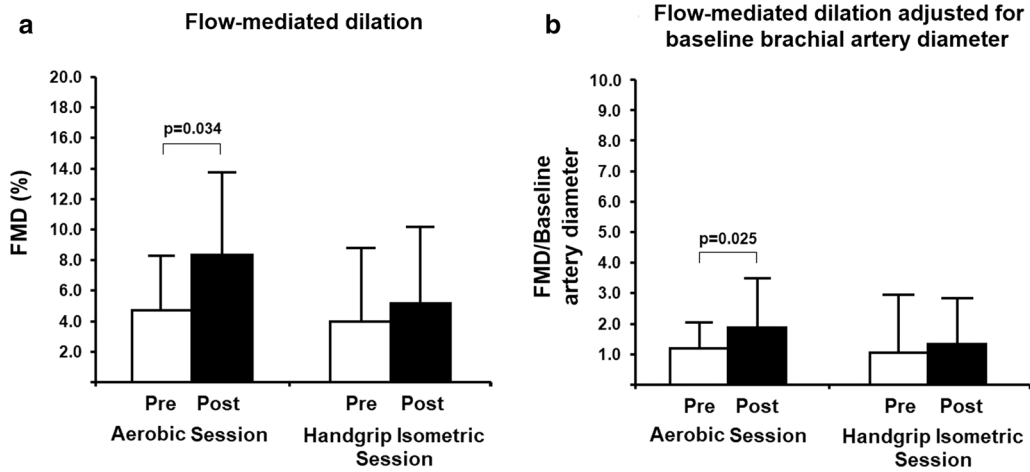 a
Flow-mediated dilation
FMD (%)
20.0
18.0
16.0
14.0
12.0
10.0
8.0
6.0
4.0
2.0
p=0.034
Pre Post Pre Post
Aerobic Session Handgrip Isometric
Session
b
Flow-mediated dilation adjusted for
baseline brachial artery diameter
FMD/Baseline
artery diameter
10.0
9.0
8.0
7.0
6.0
5.0
4.0
3.0
2.0
1.0
p=0.025
Pre Post Pre Post
Aerobic Session Handgrip Isometric
Session